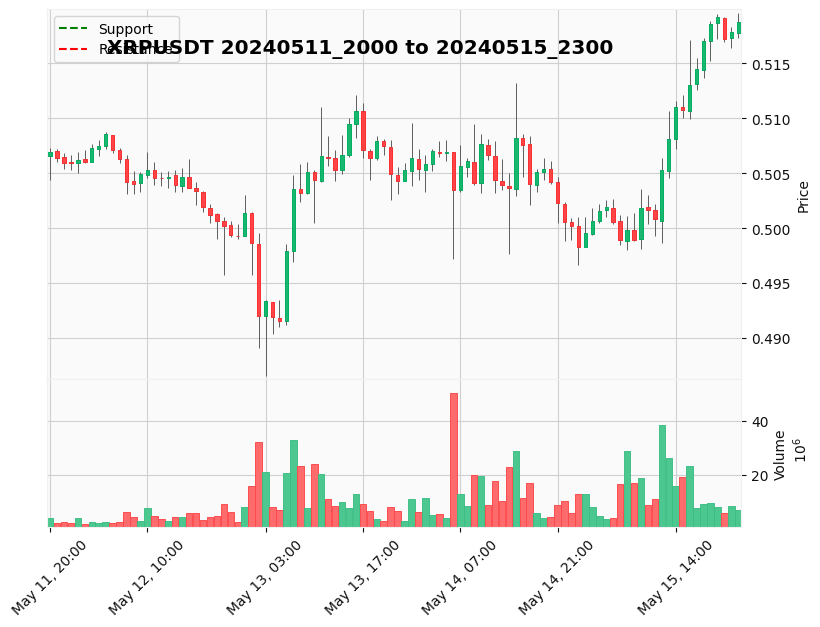 Support
Resistance
XRPUSDT 20240511_2000 to 20240515_2300
0.515
0.510
0.505
0.500
0.495
0.490
Price
40
20
Volume
10^6
May 11, 20:00
May 12, 10:00
May 13, 03:00
May 13, 17:00
May 14, 07:00
May 14, 21:00
May 15, 14:00